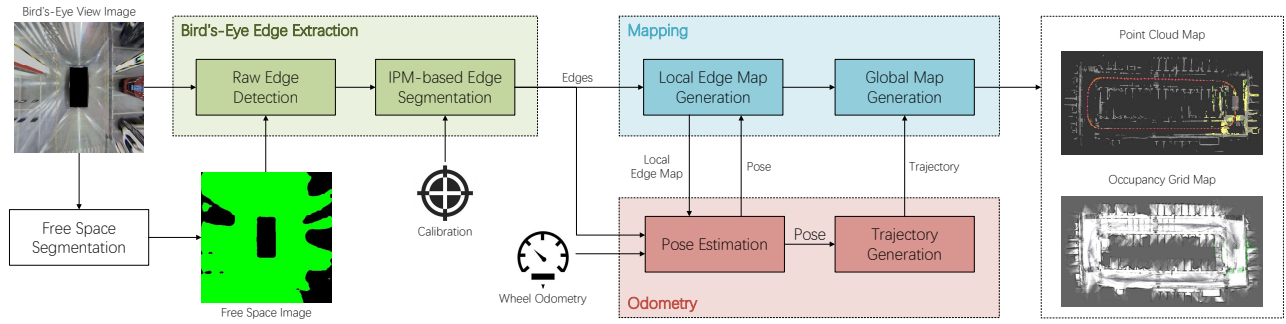 Bird's-Eye View Image
Bird's-Eye Edge Extraction
Raw Edge
Detection
IPM-based Edge
Segmentation
Edges
Mapping
Local Edge Map
Generation
Global Map
Generation
Point Cloud Map
Local
Edge Map
Pose
Trajectory
Occupancy Grid Map
Free Space
Segmentation
Free Space Image
Calibration
Wheel Odometry
Pose Estimation
Pose
Trajectory
Generation
Odometry